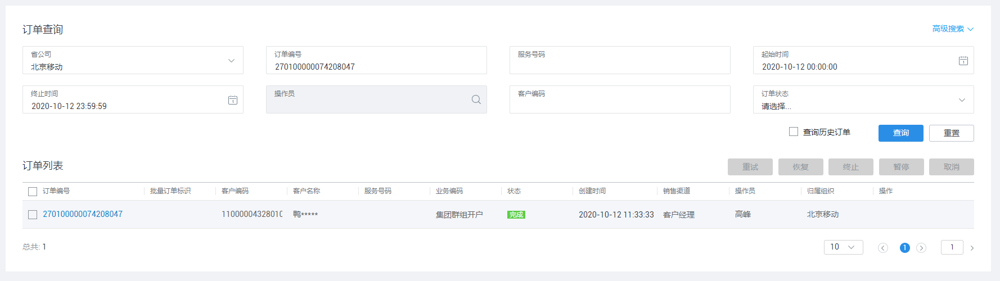 订单查询
高级搜索
省公司
北京移动
订单编号
270100000074208047
服务号码
起始时间
2020-10-12 00:00:00
终止时间
2020-10-12 23:59:59
操作员
客户编码
订单状态
请选择...
查询历史订单
查询
重置
订单列表
重试
恢复
终止
暂停
取消
订单编号 批量订单标识 客户编码 客户名称 服务号码 业务编码 状态 创建时间 销售渠道 操作员 归属组织 操作
270100000074208047 11000004328010 鸭***** 集团群组开户 完成 2020-10-12 11:33:33 客户经理 高峰 北京移动
总共: 1
10
1
1